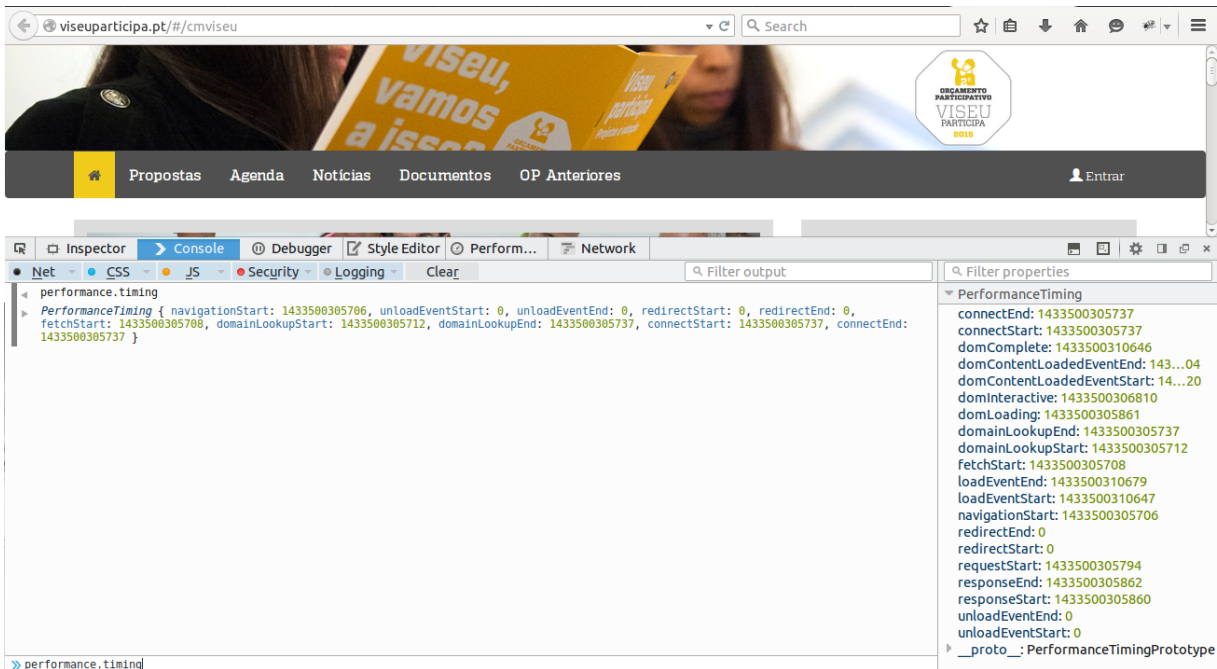 viseuparticipa.pt/#/cmviseu
Search
viseu,
vamos
a isso
Viseu
participa
ORÇAMENTO
PARTICIPATIVO
VISEU
PARTICIPA
2015
Propostas Agenda Notícias Documentos OP Anteriores Entrar
Inspector Console Debugger Style Editor Perform... Network
Net CSS JS Security Logging Clear Filter output Filter properties
performance.timing
PerformanceTiming { navigationStart: 1433500305706, unloadEventStart: 0, unloadEventEnd: 0, redirectStart: 0, redirectEnd: 0,
fetchStart: 1433500305708, domainLookupStart: 1433500305712, domainLookupEnd: 1433500305737, connectStart: 1433500305737, connectEnd:
1433500305737 }
PerformanceTiming
connectEnd: 1433500305737
connectStart: 1433500305737
domComplete: 1433500310646
domContentLoadedEventEnd: 143...04
domContentLoadedEventStart: 14...20
domInteractive: 1433500306810
domLoading: 1433500305861
domainLookupEnd: 1433500305737
domainLookupStart: 1433500305712
fetchStart: 1433500305708
loadEventEnd: 1433500310679
loadEventStart: 1433500310647
navigationStart: 1433500305706
redirectEnd: 0
redirectStart: 0
requestStart: 1433500305794
responseEnd: 1433500305862
responseStart: 1433500305860
unloadEventEnd: 0
unloadEventStart: 0
__proto__: PerformanceTimingPrototype
performance.timing